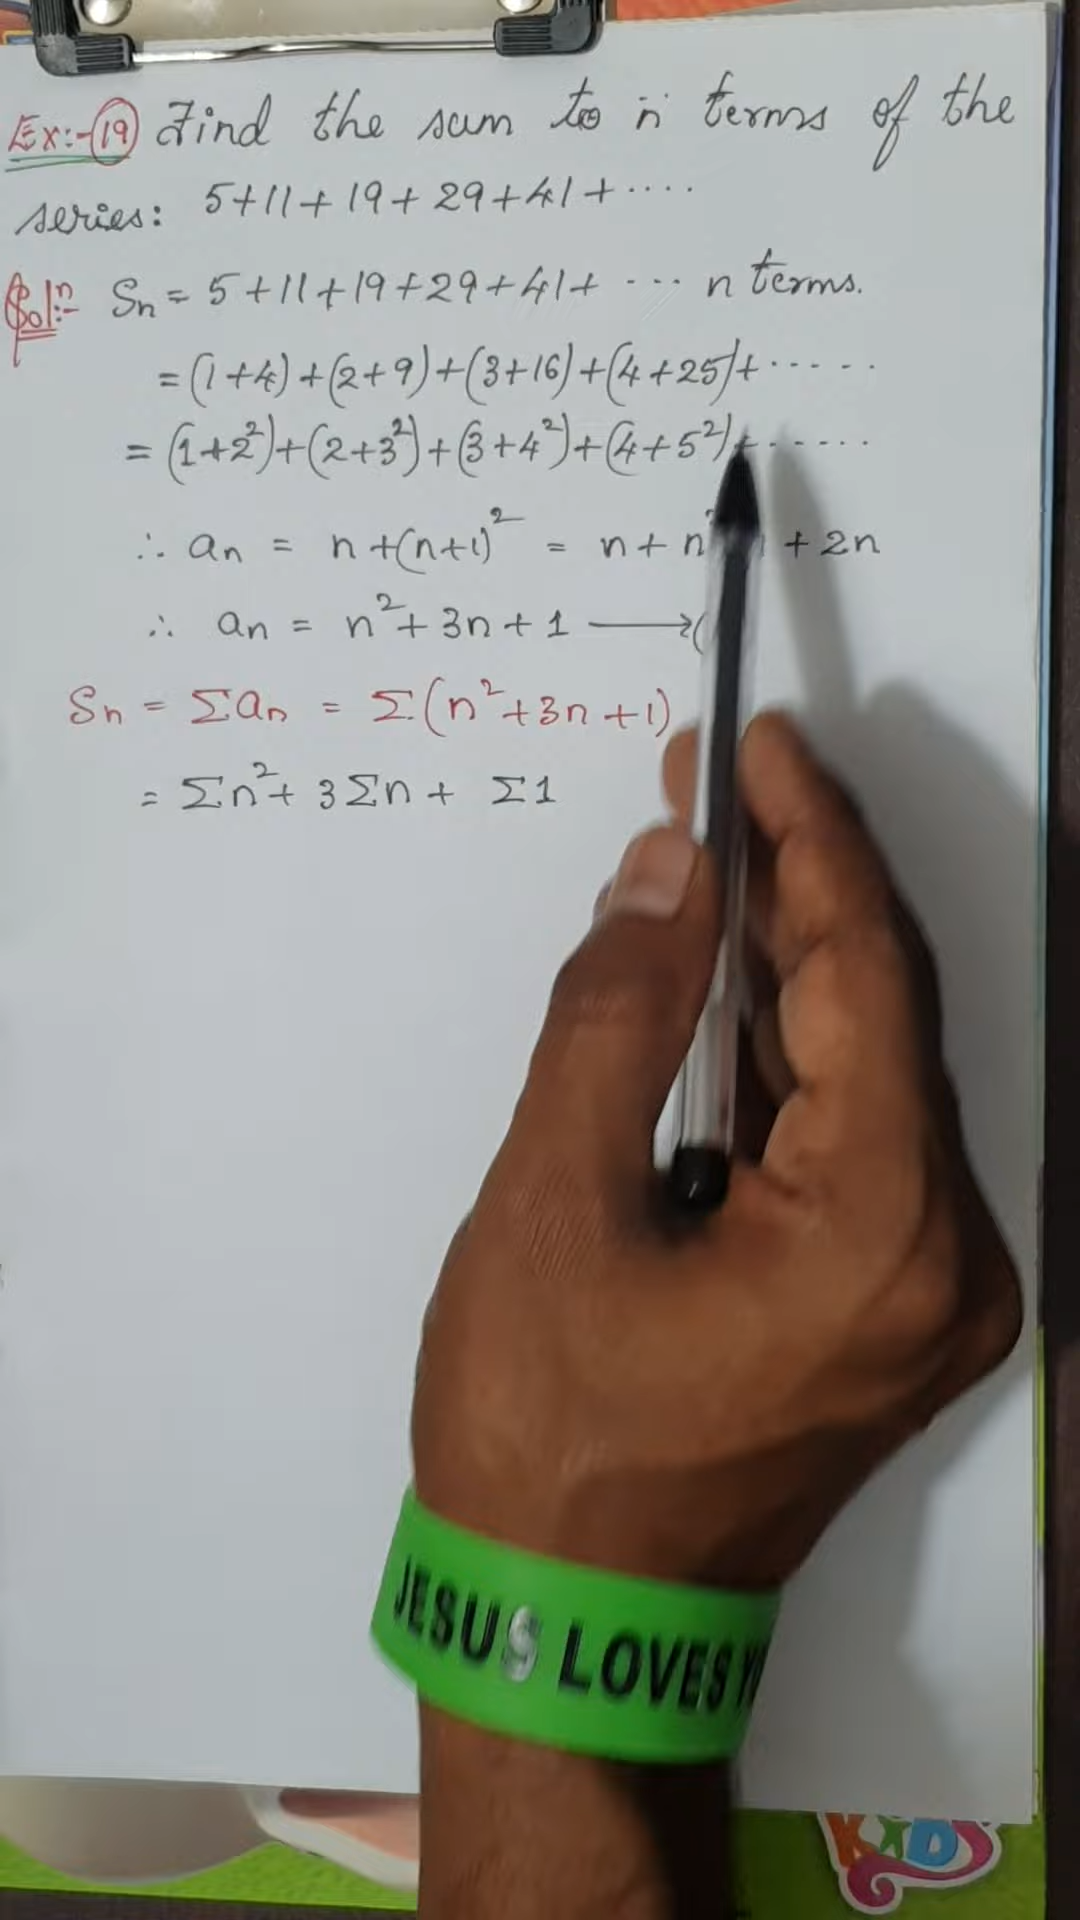 Ex:-(19) Find the sum to 'n' terms of the
series: 5+11+19+29+41+....
Solⁿ:- Sn = 5+11+19+29+41+ ... n terms.
= (1+4)+(2+9)+(3+16)+(4+25)+.....
= (1+2²)+(2+3²)+(3+4²)+(4+5²)+.....
∴ an = n+(n+1)² = n+n² + 2n
∴ an = n²+3n+1 ⟶(
Sn = Σan = Σ(n²+3n+1)
= Σn²+ 3Σn+ Σ1
JESUS LOVES
KiDS